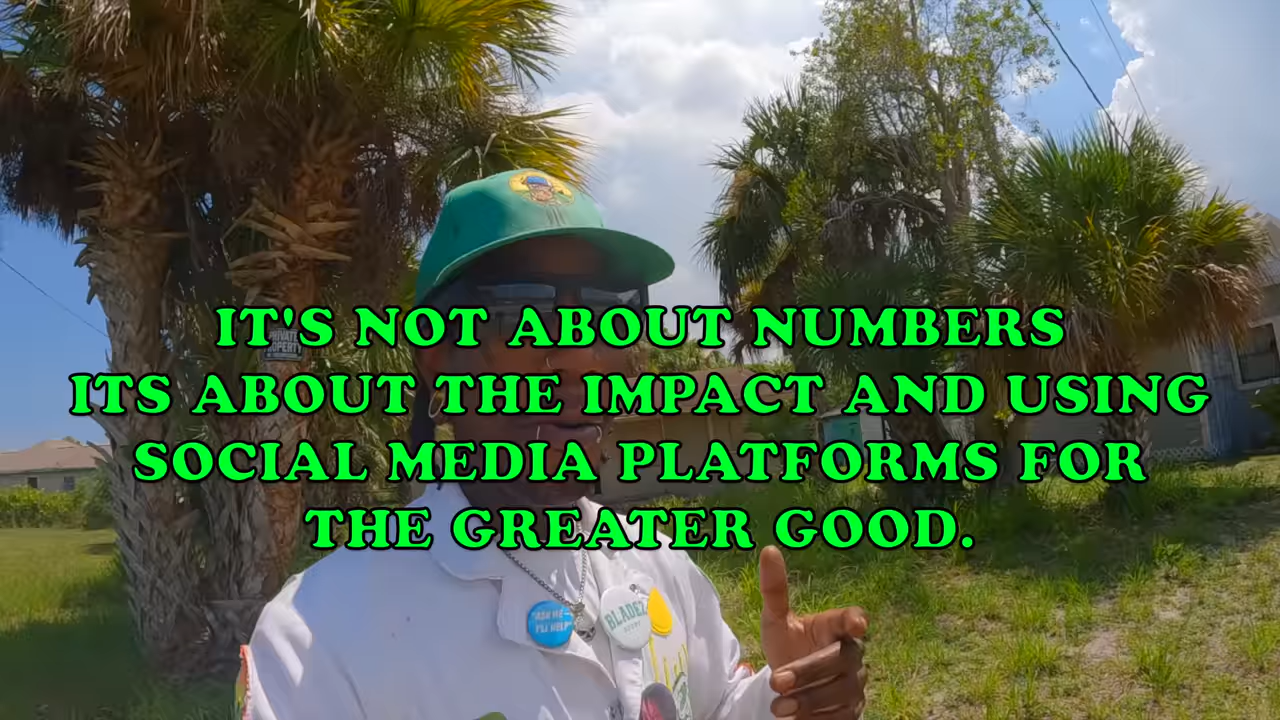 IT'S NOT ABOUT NUMBERS
ITS ABOUT THE IMPACT AND USING
SOCIAL MEDIA PLATFORMS FOR
THE GREATER GOOD.
PRIVATE
PROPERTY
"ASK ME—
I'LL HELP"
BLADEZ